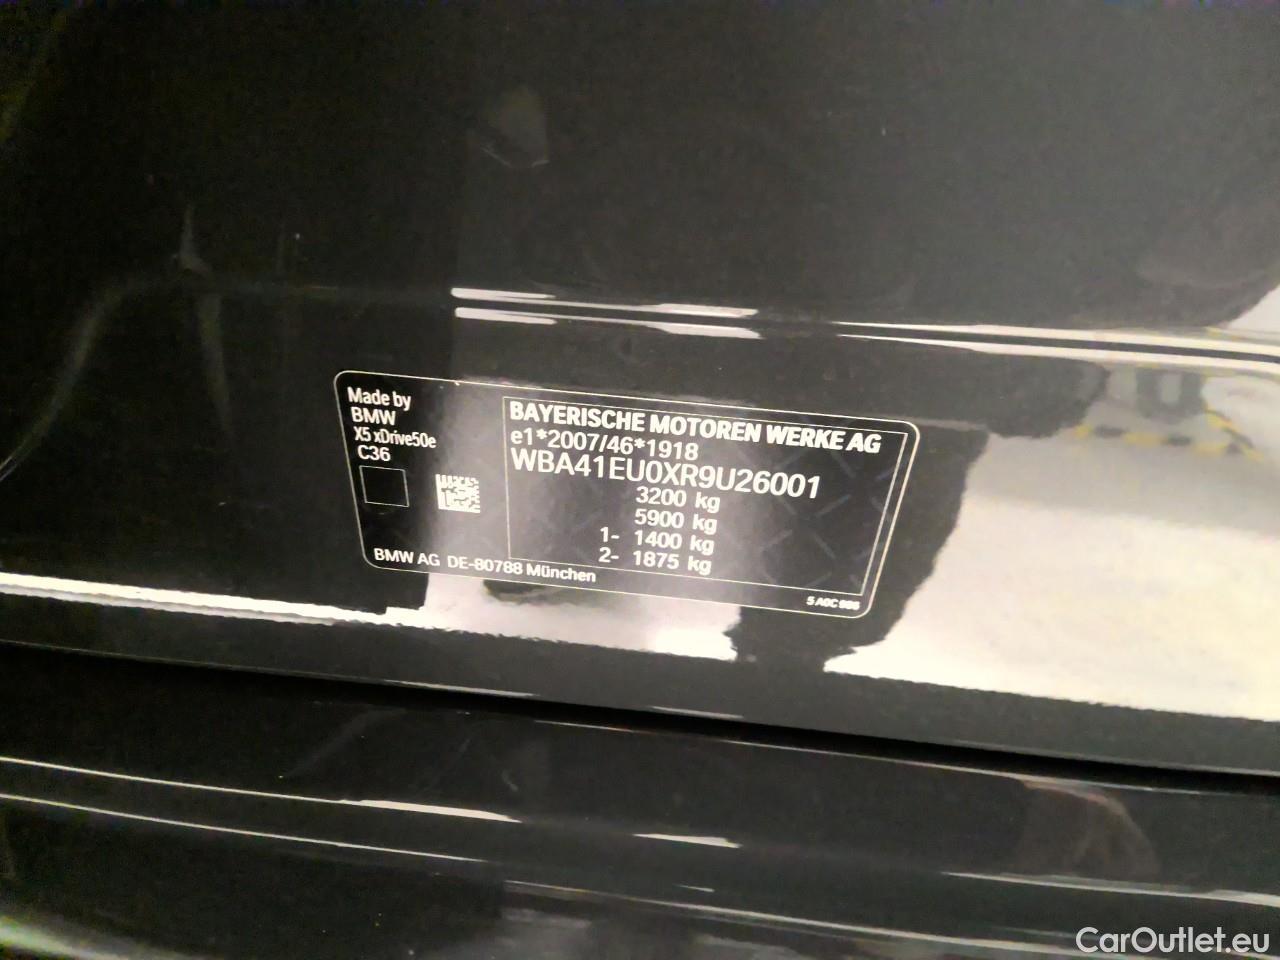 Made by
BMW
X5 xDrive50e
C36
BAYERISCHE MOTOREN WERKE AG
e1*2007/46*1918
WBA41EU0XR9U26001
3200 kg
5900 kg
1- 1400 kg
2- 1875 kg
BMW AG DE-80788 München
CarOutlet.eu